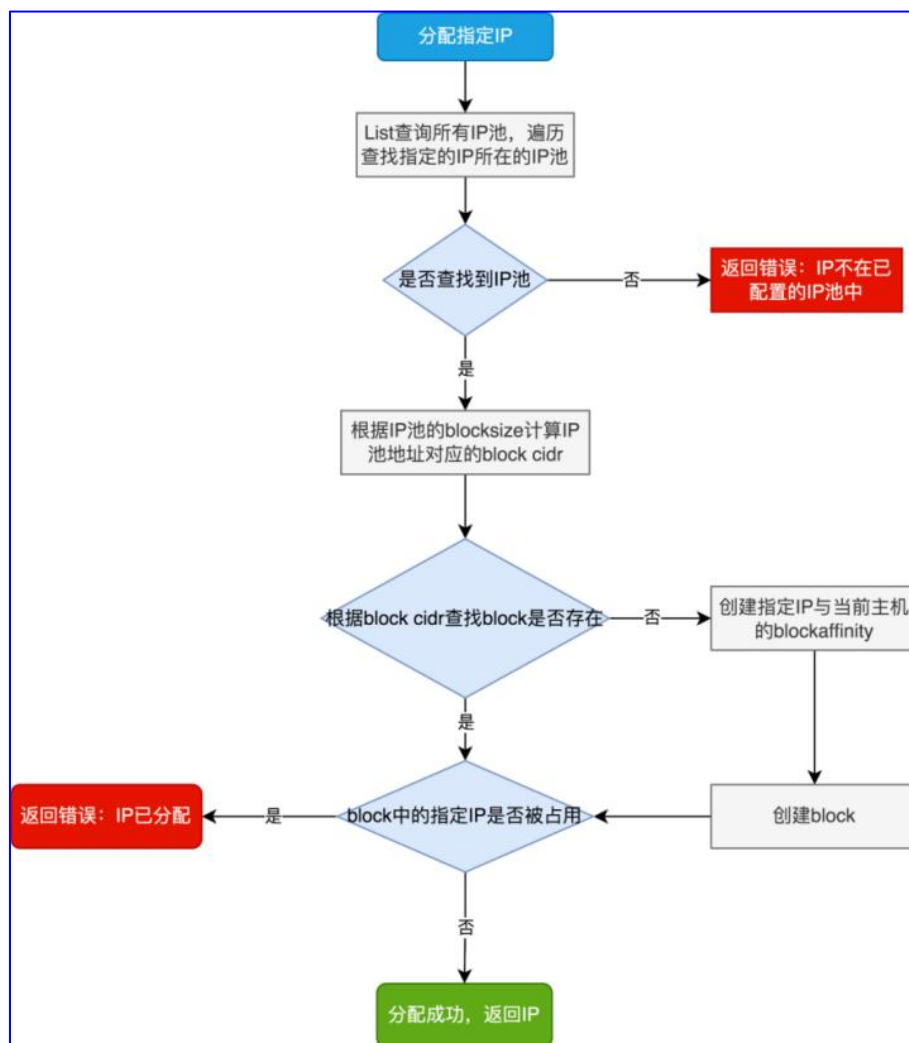 分配指定IP
List查询所有IP池，遍历
查找指定的IP所在的IP池
是否查找到IP池
否
返回错误：IP不在已
配置的IP池中
是
根据IP池的blocksize计算IP
池地址对应的block cidr
根据block cidr查找block是否存在
否
创建指定IP与当前主机
的blockaffinity
是
返回错误：IP已分配
是
block中的指定IP是否被占用
创建block
否
分配成功，返回IP